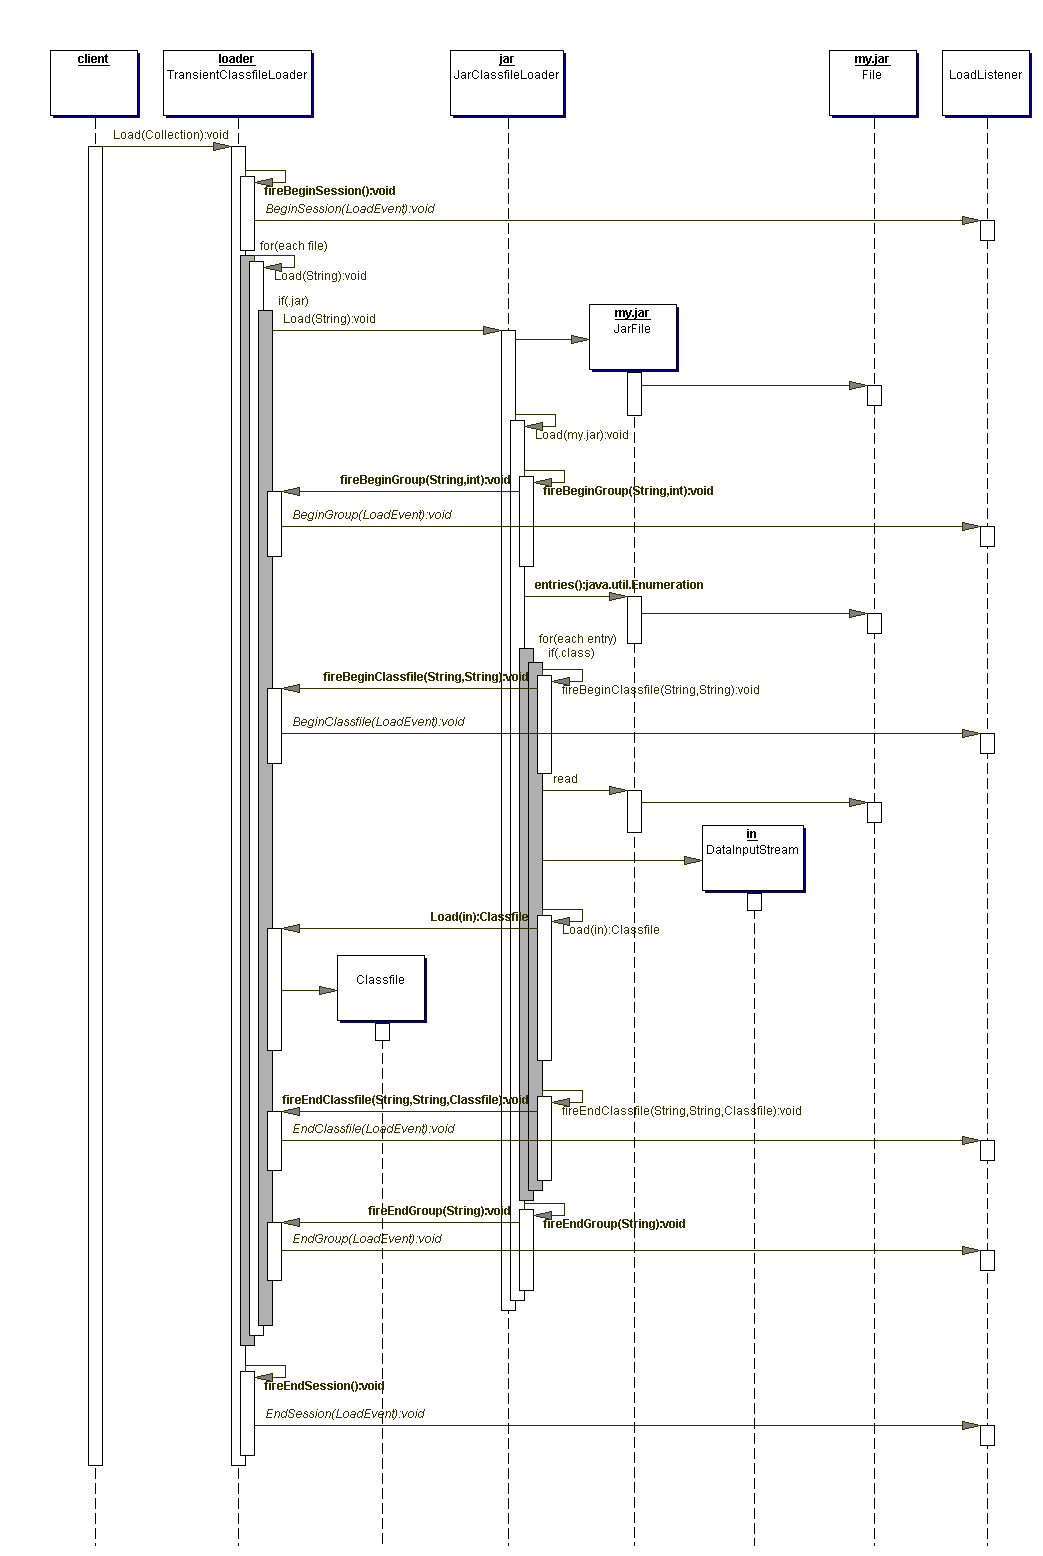 client
loader
TransientClassfileLoader
jar
JarClassfileLoader
my.jar
File
LoadListener
Load(Collection):void
fireBeginSession():void
BeginSession(LoadEvent):void
for(each file)
Load(String):void
if(.jar)
Load(String):void
my.jar
JarFile
Load(my.jar):void
fireBeginGroup(String,int):void
fireBeginGroup(String,int):void
BeginGroup(LoadEvent):void
entries():java.util.Enumeration
for(each entry)
if(.class)
fireBeginClassfile(String,String):void
fireBeginClassfile(String,String):void
BeginClassfile(LoadEvent):void
read
in
DataInputStream
Load(in):Classfile
Load(in):Classfile
Classfile
fireEndClassfile(String,String,Classfile):void
fireEndClassfile(String,String,Classfile):void
EndClassfile(LoadEvent):void
fireEndGroup(String):void
fireEndGroup(String):void
EndGroup(LoadEvent):void
fireEndSession():void
EndSession(LoadEvent):void